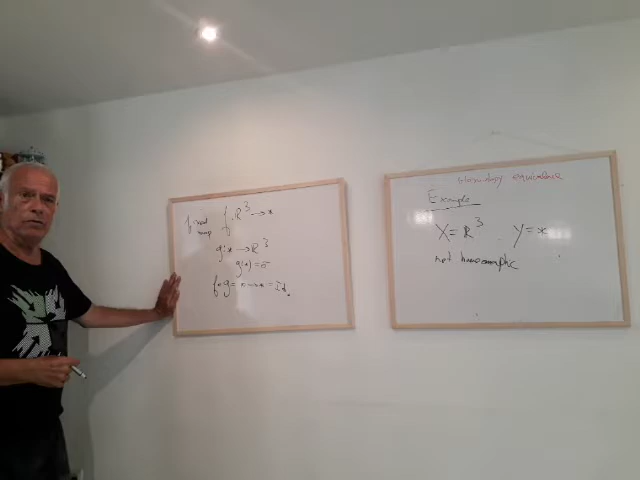 f: R³ → *
g: * → R³
g(*) = 0
f∘g = * → * = Id*
Homotopy equivalence
Example
X = R³ Y = *
not homeomorphic